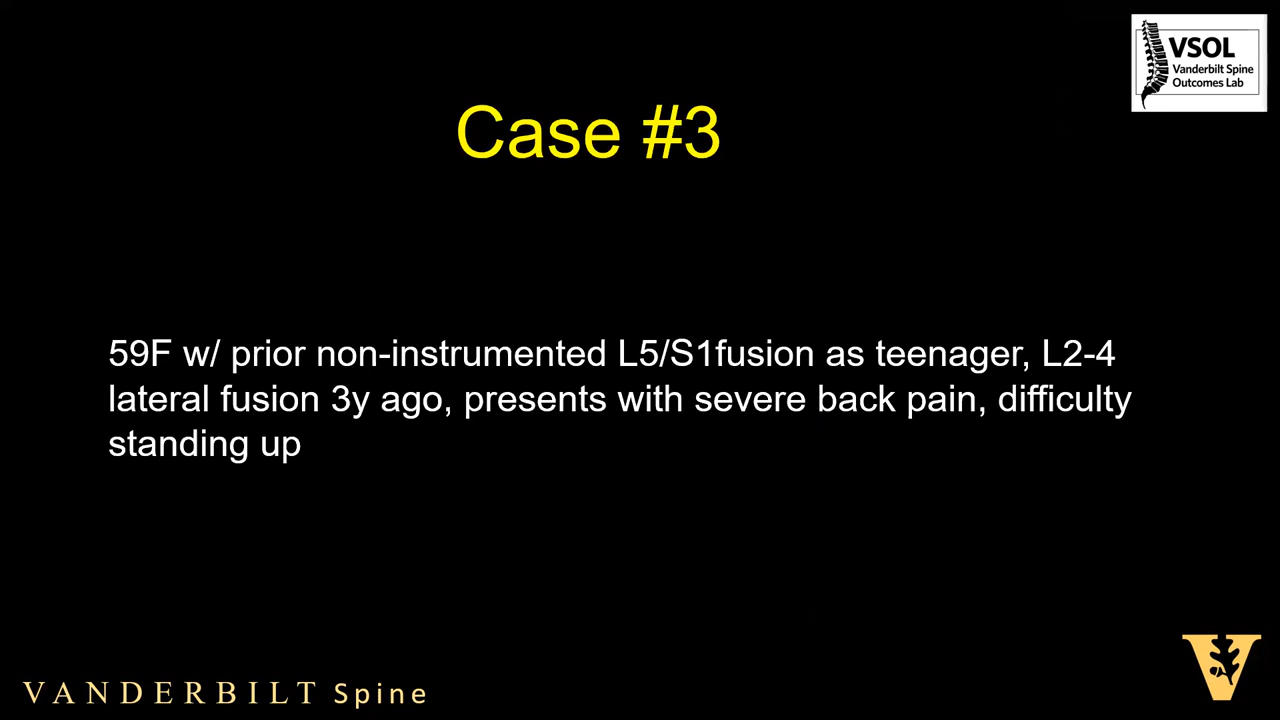 VSOL
Vanderbilt Spine
Outcomes Lab
Case #3
59F w/ prior non-instrumented L5/S1fusion as teenager, L2-4
lateral fusion 3y ago, presents with severe back pain, difficulty
standing up
VANDERBILT Spine
V